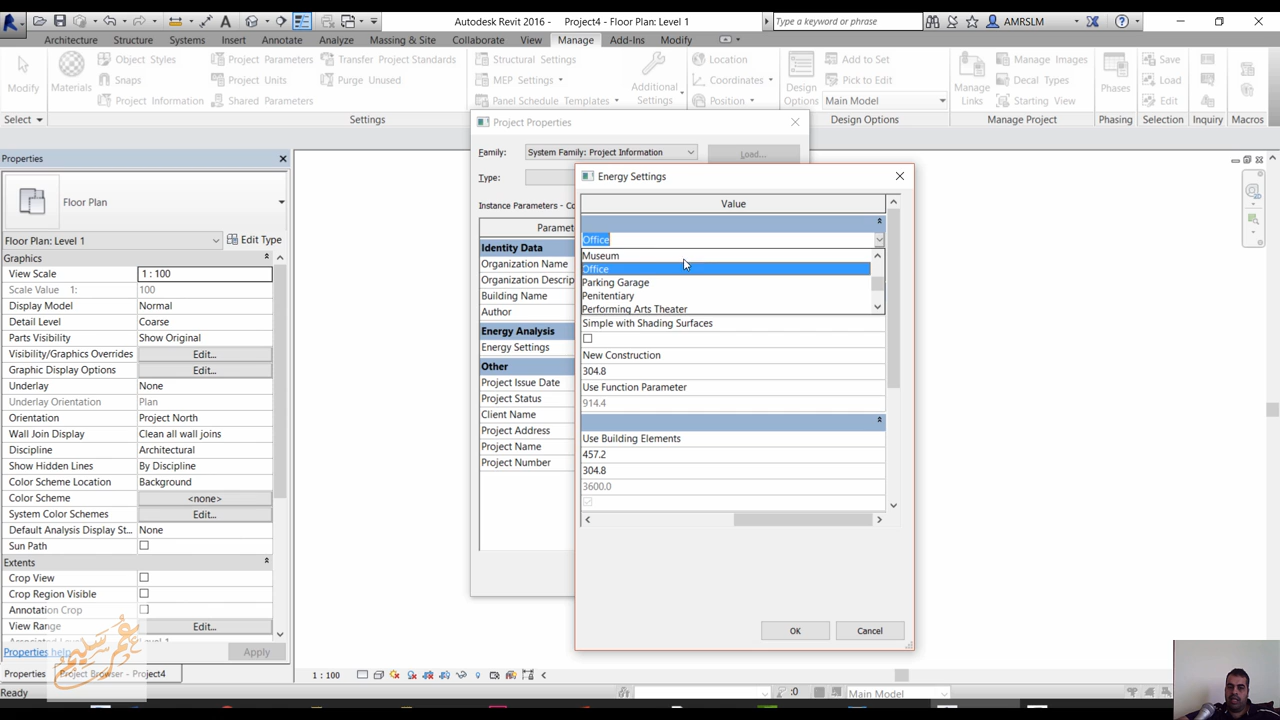 Autodesk Revit 2016 - Project4 - Floor Plan: Level 1
Type a keyword or phrase
AMRSLM
Architecture Structure Systems Insert Annotate Analyze Massing & Site Collaborate View Manage Add-Ins Modify
Modify
Materials
Object Styles
Snaps
Project Information
Project Parameters
Project Units
Shared Parameters
Transfer Project Standards
Purge Unused
Structural Settings
MEP Settings
Panel Schedule Templates
Additional
Settings
Location
Coordinates
Position
Design
Options
Add to Set
Pick to Edit
Main Model
Manage
Links
Manage Images
Decal Types
Starting View
Phases
Save
Load
Edit
Select
Settings
Design Options
Manage Project
Phasing
Selection
Inquiry
Macros
Properties
Floor Plan
Floor Plan: Level 1
Edit Type
Graphics
View Scale 1 : 100
Scale Value 1: 100
Display Model Normal
Detail Level Coarse
Parts Visibility Show Original
Visibility/Graphics Overrides Edit...
Graphic Display Options Edit...
Underlay None
Underlay Orientation Plan
Orientation Project North
Wall Join Display Clean all wall joins
Discipline Architectural
Show Hidden Lines By Discipline
Color Scheme Location Background
Color Scheme <none>
System Color Schemes Edit...
Default Analysis Display St... None
Sun Path
Extents
Crop View
Crop Region Visible
Annotation Crop
View Range Edit...
Properties help
Apply
Properties
Project Browser - Project4
Ready
Project Properties
Family: System Family: Project Information
Load...
Type:
Instance Parameters - Co
Paramete
Identity Data
Organization Name
Organization Descrip
Building Name
Author
Energy Analysis
Energy Settings
Other
Project Issue Date
Project Status
Client Name
Project Address
Project Name
Project Number
Energy Settings
Value
Office
Museum
Office
Parking Garage
Penitentiary
Performing Arts Theater
Simple with Shading Surfaces
New Construction
304.8
Use Function Parameter
914.4
Use Building Elements
457.2
304.8
3600.0
OK
Cancel
1 : 100
:0
Main Model